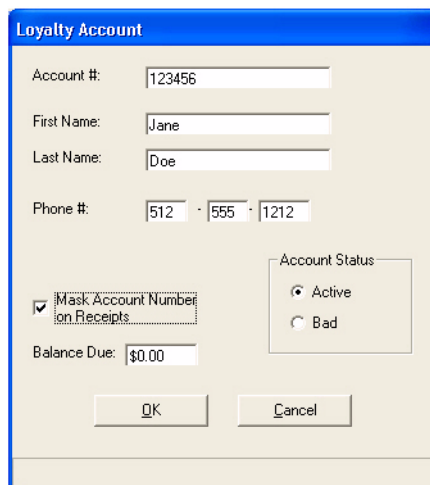 Loyalty Account
Account #: 123456
First Name: Jane
Last Name: Doe
Phone #: 512 - 555 - 1212
Account Status
Active
Bad
Mask Account Number
on Receipts
Balance Due: $0.00
OK Cancel